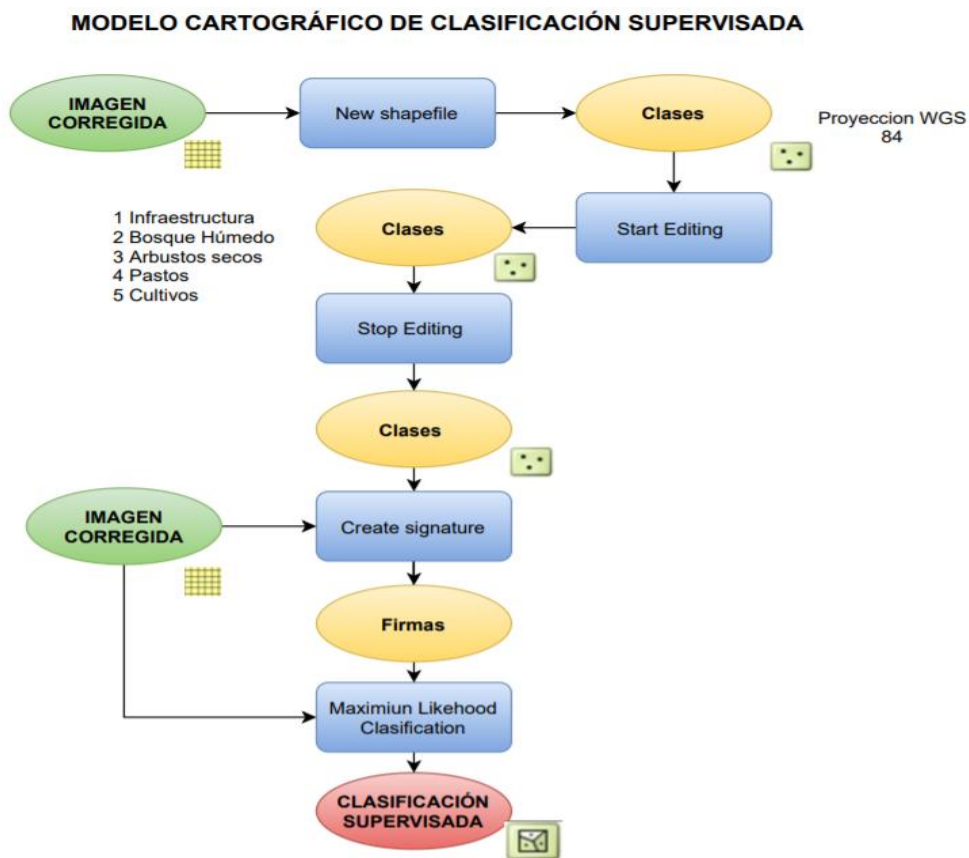 MODELO CARTOGRÁFICO DE CLASIFICACIÓN SUPERVISADA
IMAGEN
CORREGIDA
New shapefile
Clases
Proyeccion WGS
84
Start Editing
Clases
1 Infraestructura
2 Bosque Húmedo
3 Arbustos secos
4 Pastos
5 Cultivos
Stop Editing
Clases
IMAGEN
CORREGIDA
Create signature
Firmas
Maximiun Likehood
Clasification
CLASIFICACIÓN
SUPERVISADA